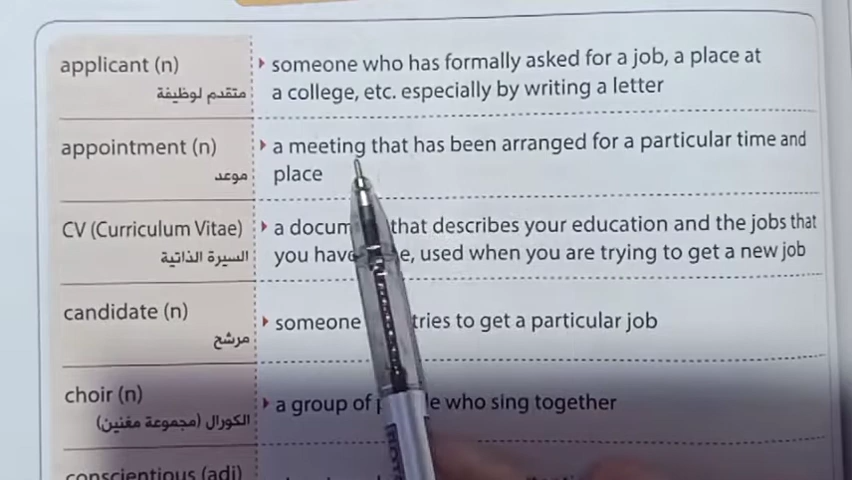 applicant (n)
متقدم لوظيفة
someone who has formally asked for a job, a place at
a college, etc. especially by writing a letter
appointment (n)
موعد
a meeting that has been arranged for a particular time and
place
CV (Curriculum Vitae)
السيرة الذاتية
a that describes your education and the jobs that
you used when you are trying to get a new job
candidate (n)
مرشح
someone tries to get a particular job
choir (n)
الكورال (مجموعة مغنين)
a group of who sing together
conscientious (adj)